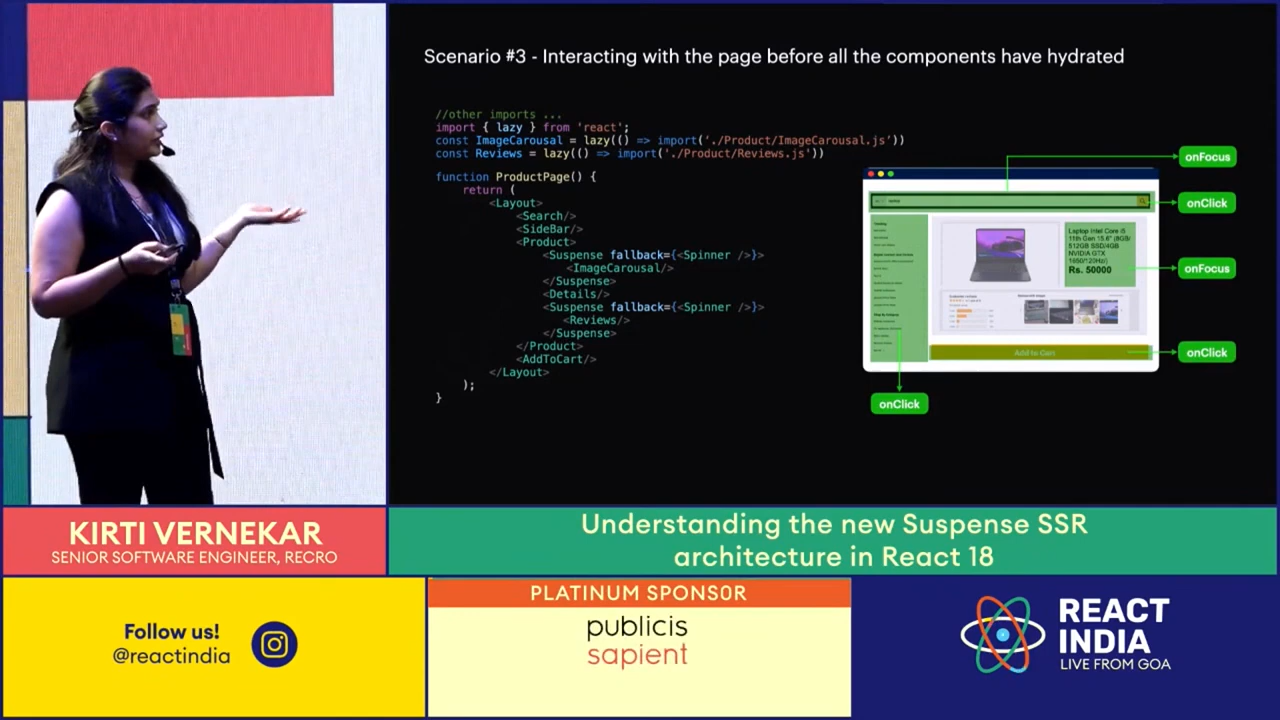 Scenario #3 - Interacting with the page before all the components have hydrated
//other imports ...
import { lazy } from 'react';
const ImageCarousal = lazy(() => import('./Product/ImageCarousal.js'))
const Reviews = lazy(() => import('./Product/Reviews.js'))
function ProductPage() {
return (
<Layout>
<Search/>
<SideBar/>
<Product>
<Suspense fallback={<Spinner />}>
<ImageCarousal/>
</Suspense>
<Details/>
<Suspense fallback={<Spinner />}>
<Reviews/>
</Suspense>
</Product>
<AddToCart/>
</Layout>
);
}
onFocus
onClick
Laptop Intel Core i5
11th Gen 15.6" (8GB/
512GB SSD/4GB
NVIDIA GTX
1650/120Hz)
Rs. 50000
onFocus
Add to Cart
onClick
onClick
KIRTI VERNEKAR
SENIOR SOFTWARE ENGINEER, RECRO
Understanding the new Suspense SSR
architecture in React 18
Follow us!
@reactindia
PLATINUM SPONSOR
publicis
sapient
REACT
INDIA
LIVE FROM GOA